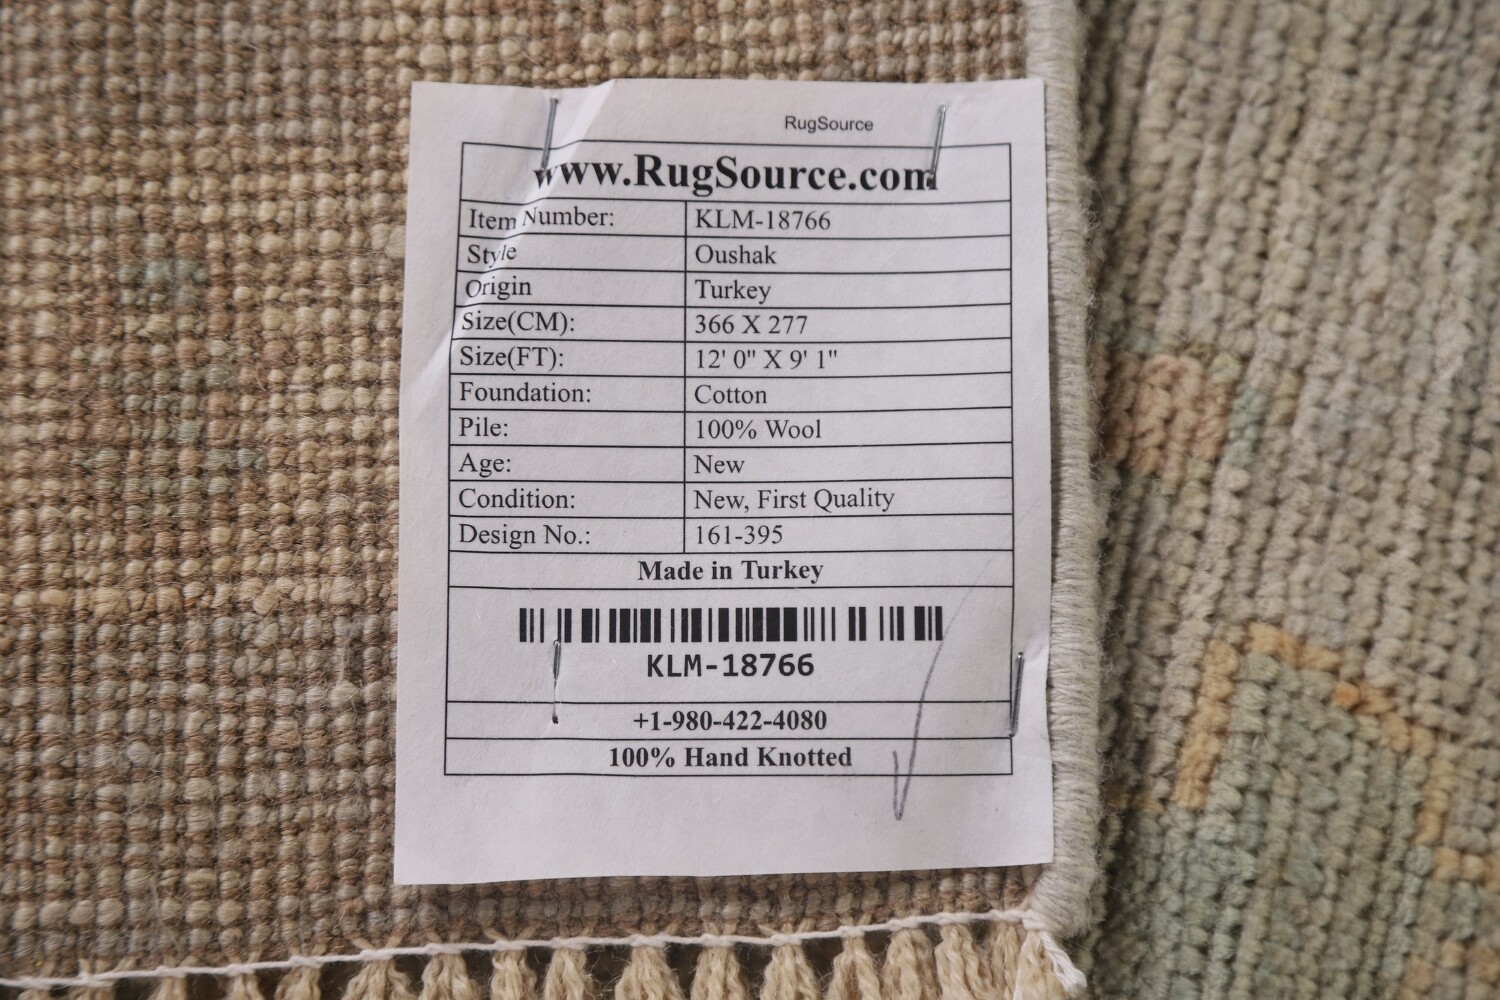 RugSource
www.RugSource.com
Item Number: KLM-18766
Style Oushak
Origin Turkey
Size(CM): 366 X 277
Size(FT): 12' 0" X 9' 1"
Foundation: Cotton
Pile: 100% Wool
Age: New
Condition: New, First Quality
Design No.: 161-395
Made in Turkey
KLM-18766
+1-980-422-4080
100% Hand Knotted